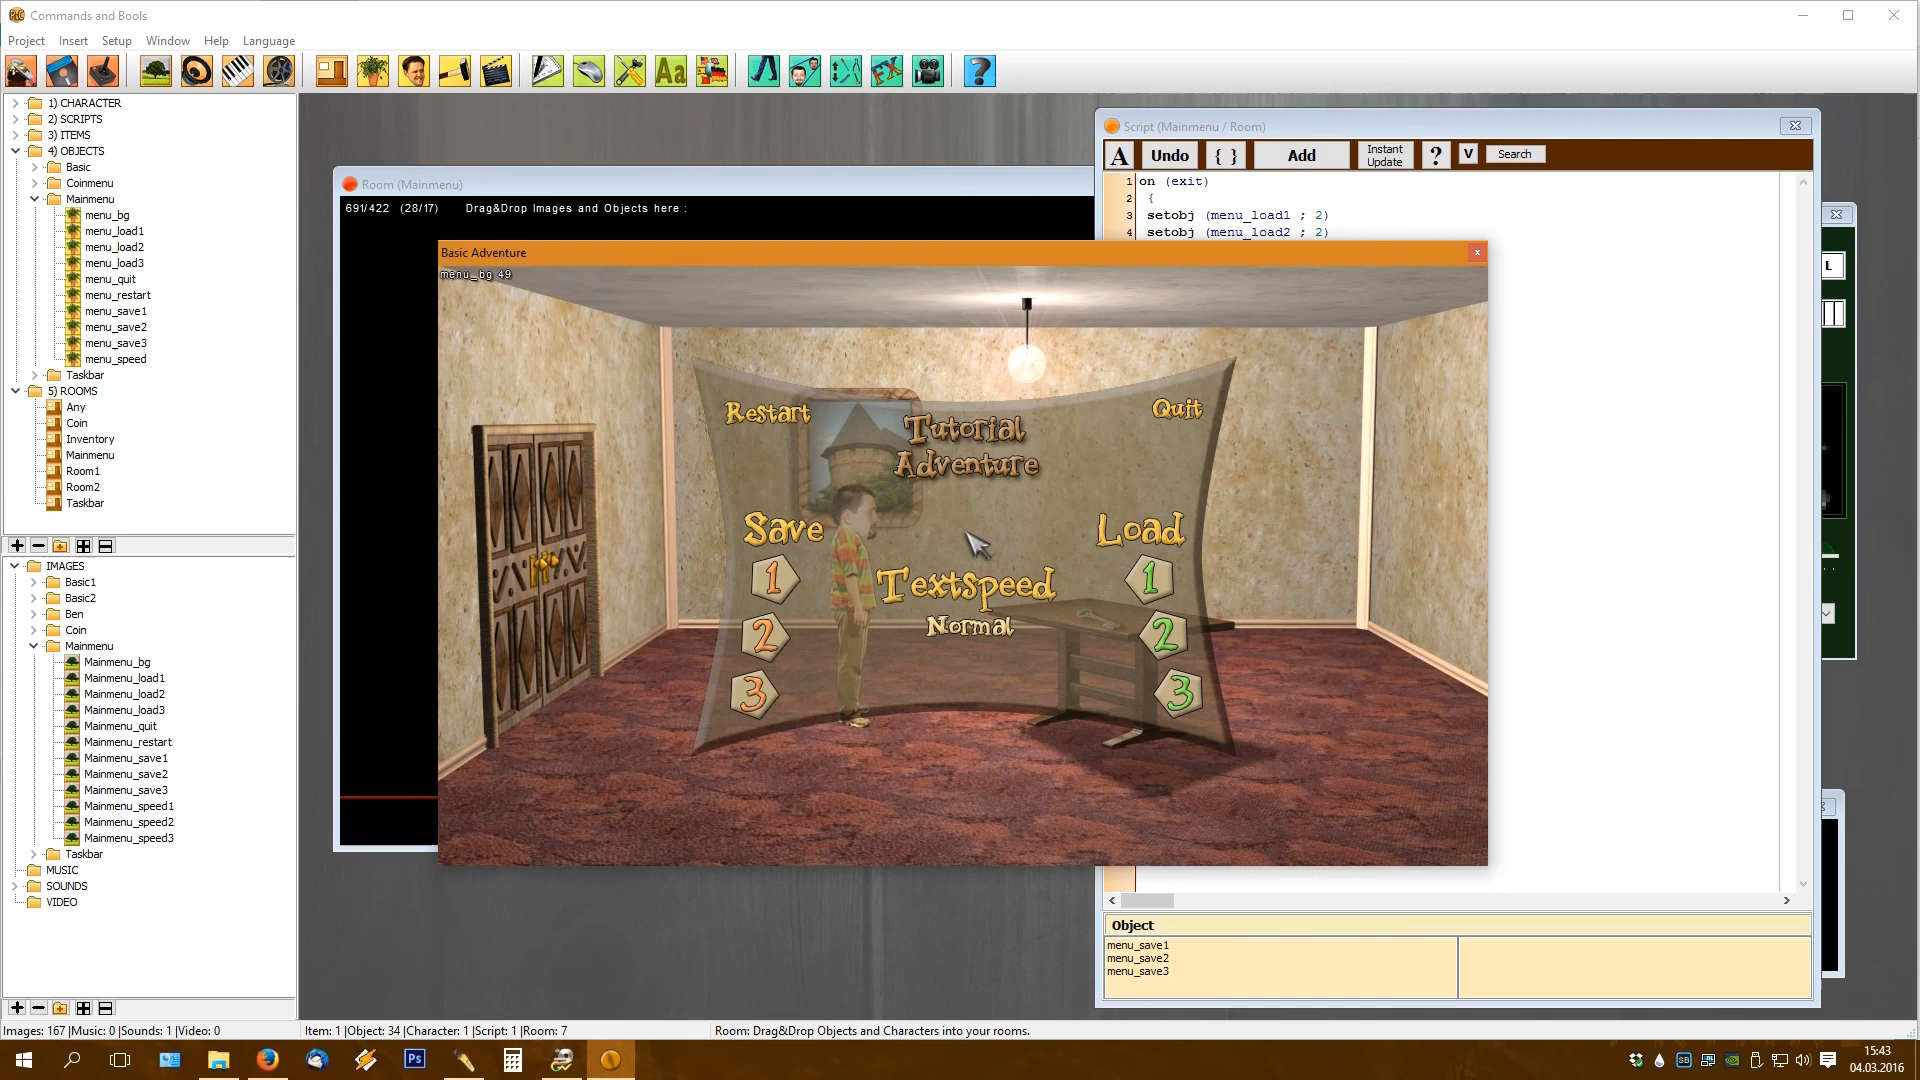 Commands and Bools
Project Insert Setup Window Help Language
Aa
FX
?
1) CHARACTER
2) SCRIPTS
3) ITEMS
4) OBJECTS
Basic
Coinmenu
Mainmenu
menu_bg
menu_load1
menu_load2
menu_load3
menu_quit
menu_restart
menu_save1
menu_save2
menu_save3
menu_speed
Taskbar
5) ROOMS
Any
Coin
Inventory
Mainmenu
Room1
Room2
Taskbar
IMAGES
Basic1
Basic2
Ben
Coin
Mainmenu
Mainmenu_bg
Mainmenu_load1
Mainmenu_load2
Mainmenu_load3
Mainmenu_quit
Mainmenu_restart
Mainmenu_save1
Mainmenu_save2
Mainmenu_save3
Mainmenu_speed1
Mainmenu_speed2
Mainmenu_speed3
Taskbar
MUSIC
SOUNDS
VIDEO
Room (Mainmenu)
691/422 (28/17) Drag&Drop Images and Objects here :
Script (Mainmenu / Room)
A Undo { } Add Instant Update ? V Search
1 on (exit)
2 {
3 setobj (menu_load1 ; 2)
4 setobj (menu_load2 ; 2)
L
Basic Adventure
menu_bg 49
Restart
Tutorial
Adventure
Quit
Save
Load
1
2
3
Textspeed
Normal
1
2
3
Object
menu_save1
menu_save2
menu_save3
Images: 167 |Music: 0 |Sounds: 1 |Video: 0
Item: 1 |Object: 34 |Character: 1 |Script: 1 |Room: 7
Room: Drag&Drop Objects and Characters into your rooms.
Ps
SB
15:43
04.03.2016